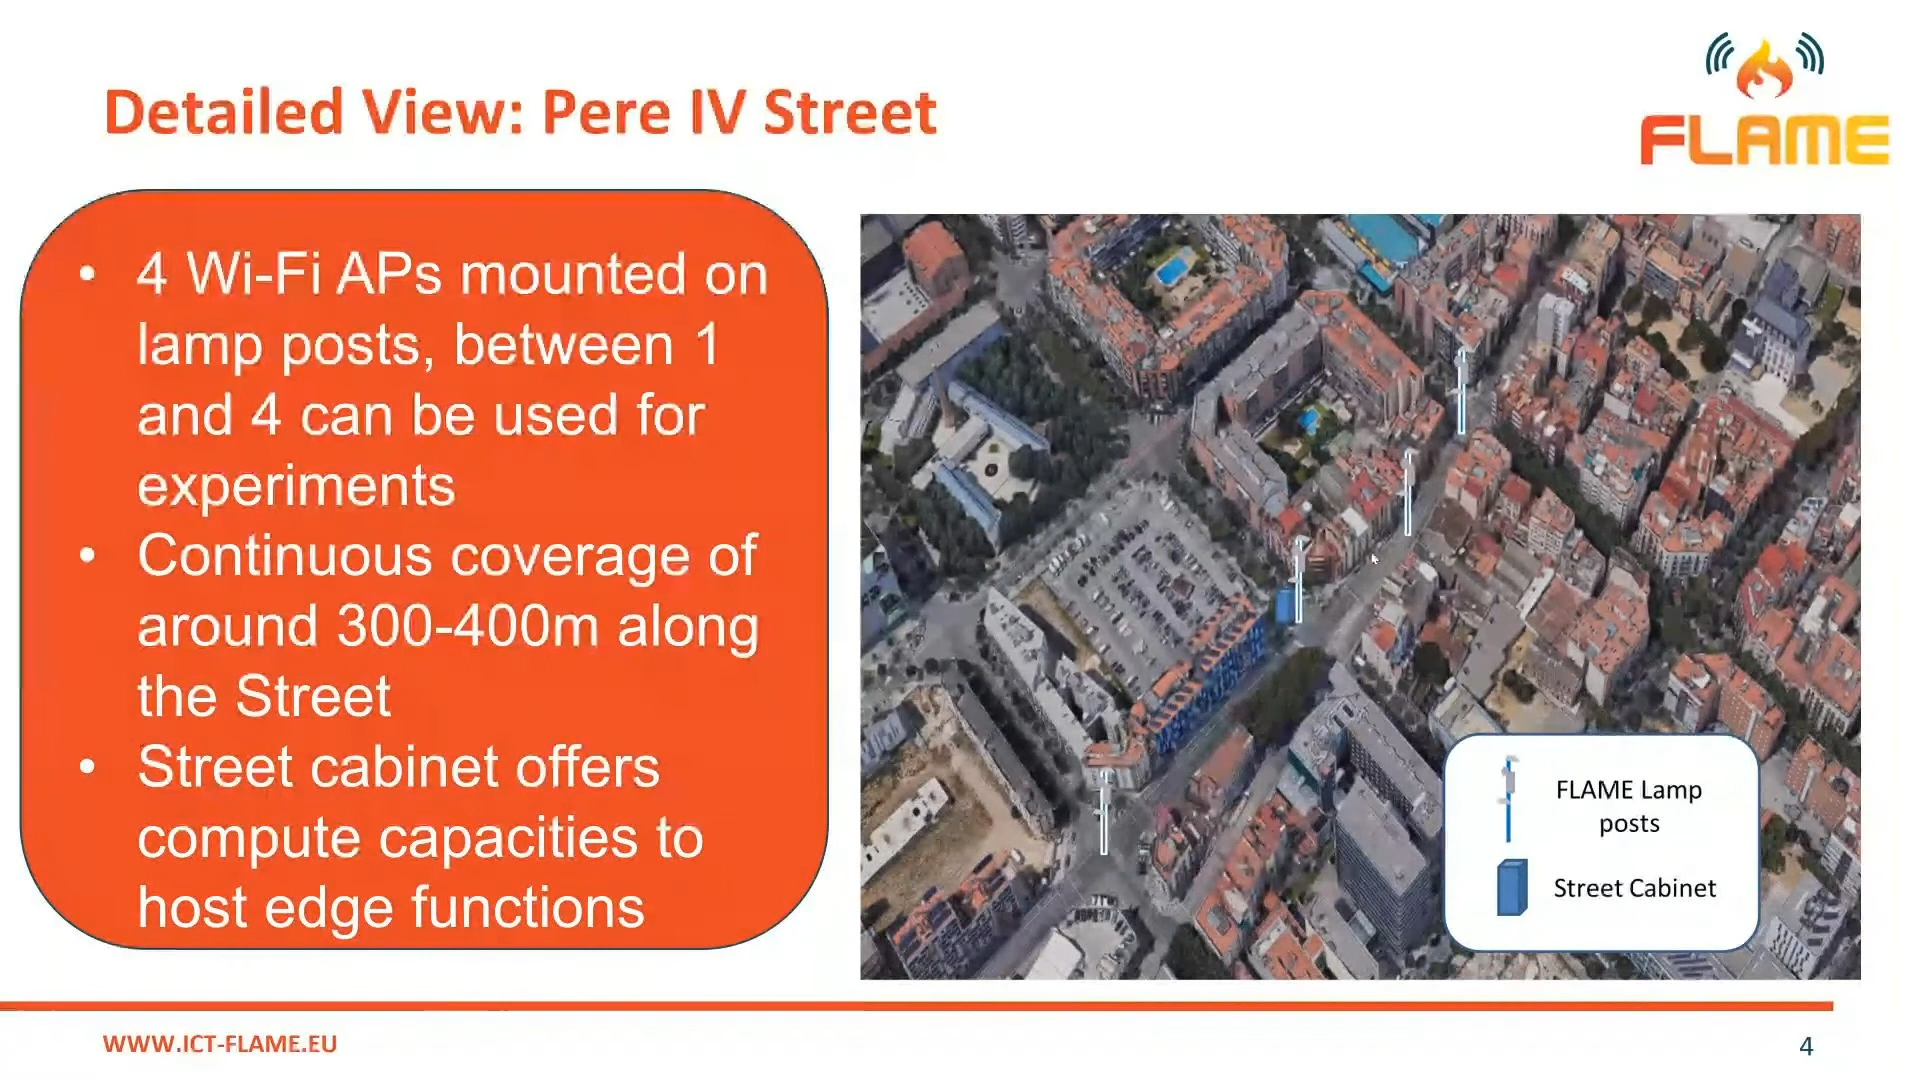 Detailed View: Pere IV Street
FLAME
• 4 Wi-Fi APs mounted on
lamp posts, between 1
and 4 can be used for
experiments
• Continuous coverage of
around 300-400m along
the Street
• Street cabinet offers
compute capacities to
host edge functions
FLAME Lamp
posts
Street Cabinet
WWW.ICT-FLAME.EU
4